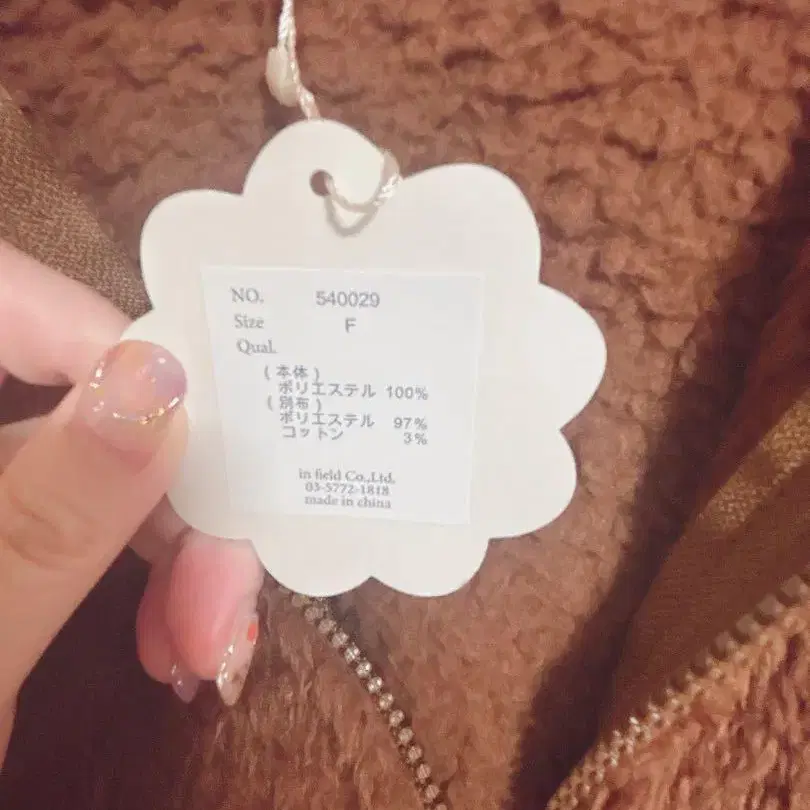 NO. 540029
Size F
Qual.
(本体)
ポリエステル 100%
(別布)
ポリエステル 97%
コットン 3%
in field Co.,Ltd.
03-5772-1818
made in china